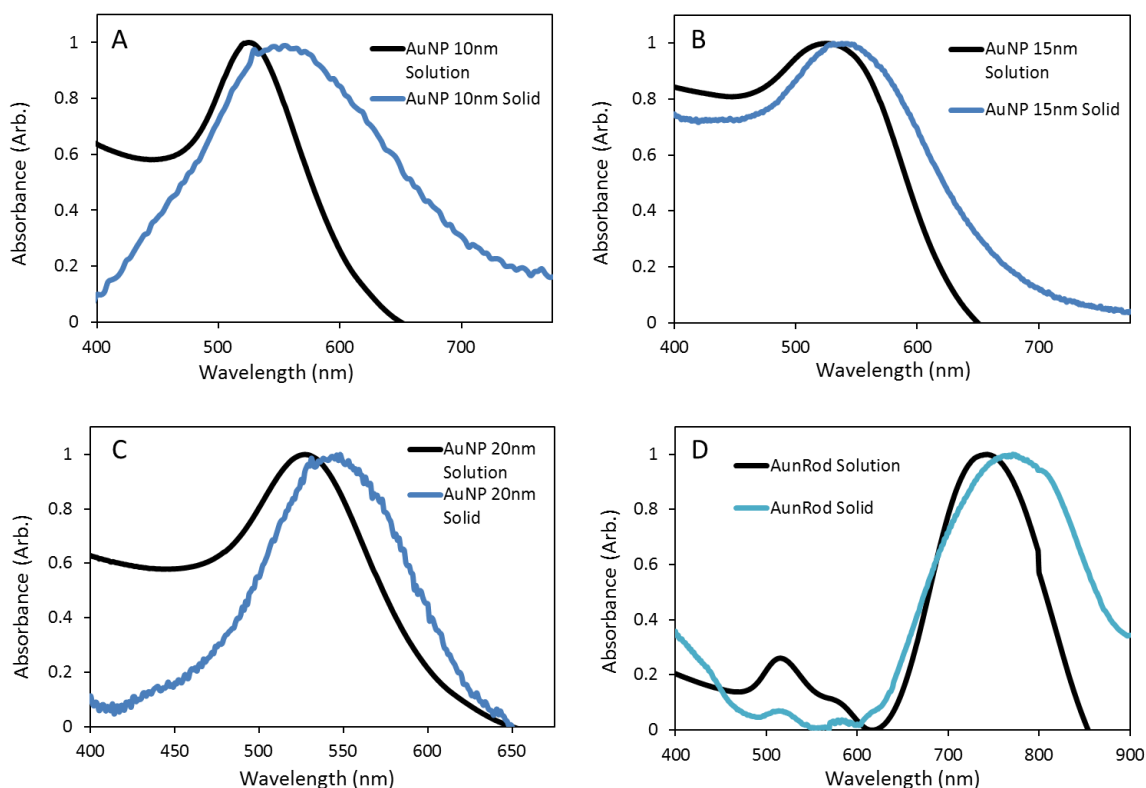 A
AuNP 10nm
Solution
AuNP 10nm Solid
Absorbance (Arb.)
1
0.8
0.6
0.4
0.2
0
400
500
600
700
Wavelength (nm)
B
AuNP 15nm
Solution
AuNP 15nm Solid
Absorbance (Arb.)
1
0.8
0.6
0.4
0.2
0
400
500
600
700
Wavelength (nm)
C
AuNP 20nm
Solution
AuNP 20nm
Solid
Absorbance (Arb.)
1
0.8
0.6
0.4
0.2
0
400
450
500
550
600
650
Wavelength (nm)
D
AunRod Solution
AunRod Solid
Absorbance (Arb.)
1
0.8
0.6
0.4
0.2
0
400
500
600
700
800
900
Wavelength (nm)